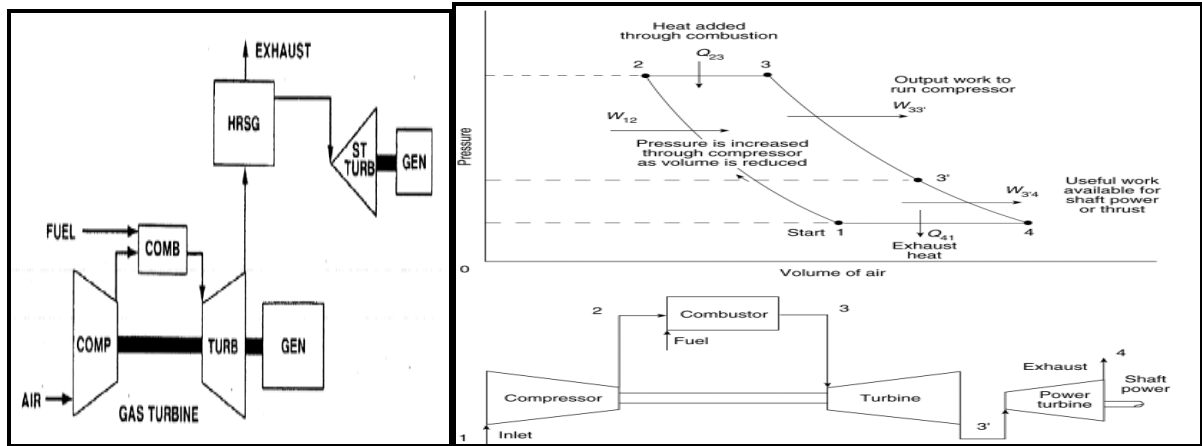 EXHAUST
HRSG
ST
TURB
GEN
FUEL
COMB
COMP
TURB
GEN
AIR
GAS TURBINE
Heat added
through combustion
Q23
2
3
Output work to
run compressor
W33'
W12
Pressure is increased
through compressor
as volume is reduced
Pressure
3'
Useful work
available for
shaft power
or thrust
W3'4
Start 1
Q41
4
Exhaust
heat
O
Volume of air
2
Combustor
3
Fuel
Exhaust
4
Shaft
power
Compressor
Turbine
Power
turbine
3'
1
Inlet